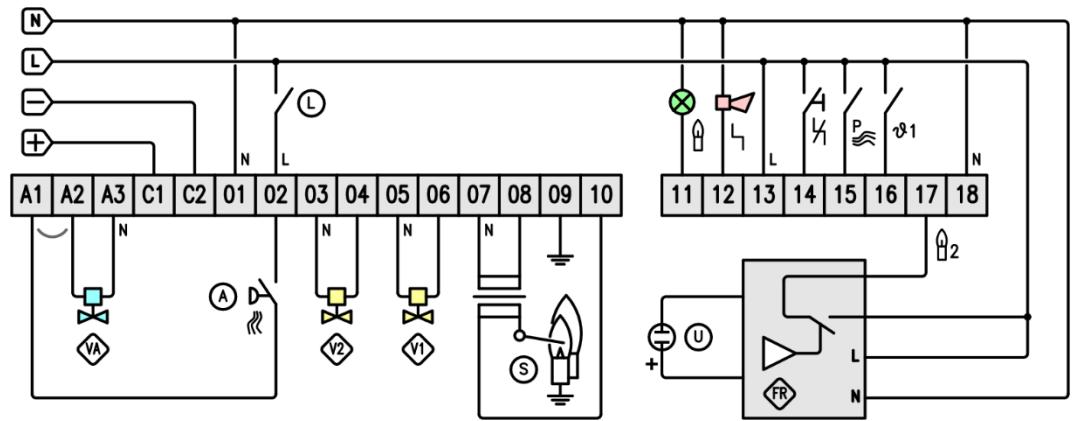 N
L
−
+
L
N L
A1 A2 A3 C1 C2 01 02 03 04 05 06 07 08 09 10
N N N N
A
VA V2 V1
S
P ϑ1
L N
11 12 13 14 15 16 17 18
2
U
+
L
FR
N